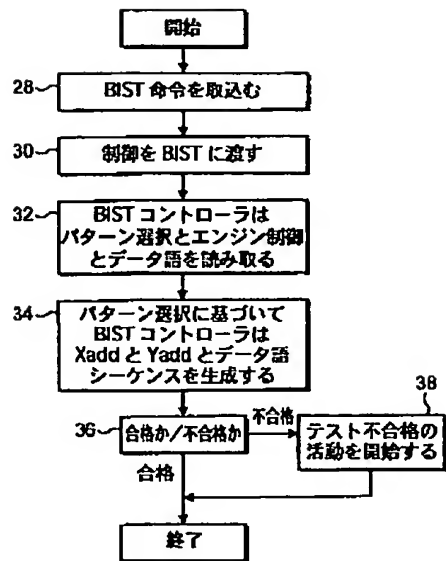 開始
28
BIST 命令を取込む
30
制御を BIST に渡す
32
BIST コントローラは
パターン選択とエンジン制御
とデータ語を読み取る
34
パターン選択に基づいて
BIST コントローラは
Xadd と Yadd とデータ語
シーケンスを生成する
36
合格か/不合格か
不合格
38
テスト不合格の
活動を開始する
合格
終了